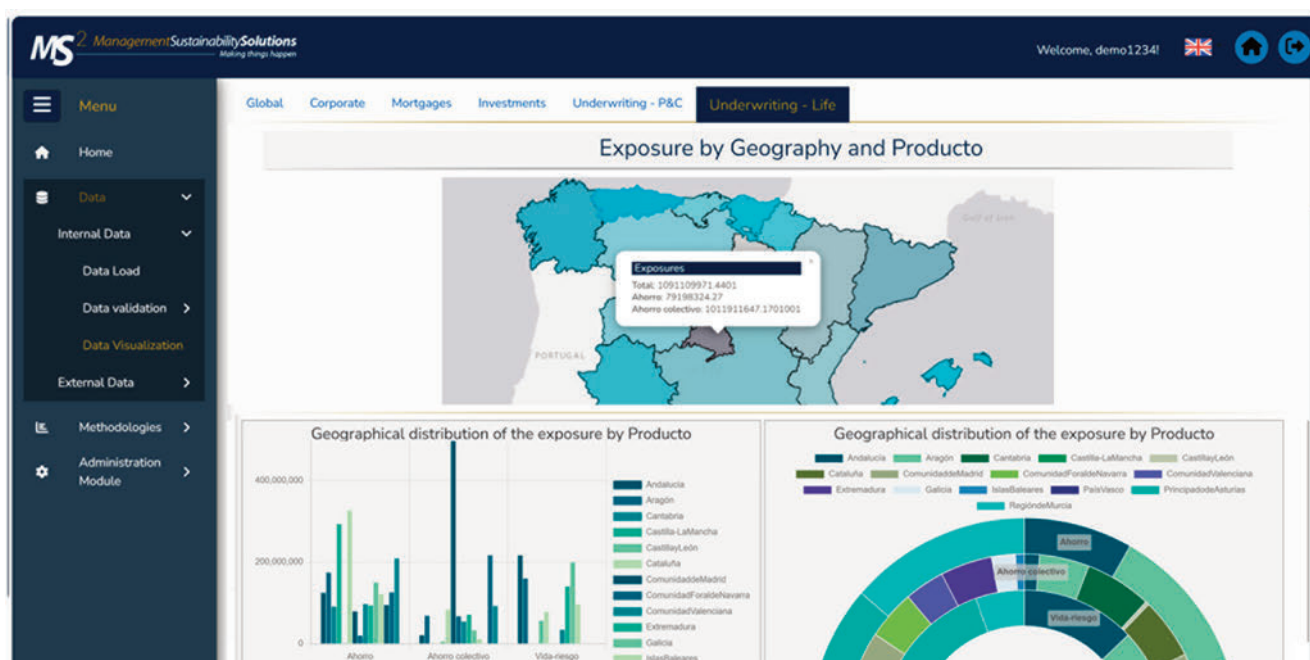 MS2 ManagementSustainabilitySolutions
Making things happen
Welcome, demo1234!
Menu
Home
Data
Internal Data
Data Load
Data validation
Data Visualization
External Data
Methodologies
Administration
Module
Global Corporate Mortgages Investments Underwriting - P&C Underwriting - Life
Exposure by Geography and Producto
Gulf of Lion
Exposures
×
Total: 1091109971.4401
Ahorro: 79198324.27
Ahorro colectivo: 1011911647.1701001
PORTUGAL
Geographical distribution of the exposure by Producto
400,000,000
200,000,000
0
Ahorro Ahorro colectivo Vida-riesgo
Andalucía
Aragón
Cantabria
Castilla-LaMancha
CastillayLeón
Cataluña
ComunidaddeMadrid
ComunidadForaldeNavarra
ComunidadValenciana
Extremadura
Galicia
IslasBaleares
Geographical distribution of the exposure by Producto
Andalucía Aragón Cantabria Castilla-LaMancha CastillayLeón
Cataluña ComunidaddeMadrid ComunidadForaldeNavarra ComunidadValenciana
Extremadura Galicia IslasBaleares PaísVasco PrincipadodeAsturias
RegióndeMurcia
Ahorro
Ahorro colectivo
Vida-riesgo